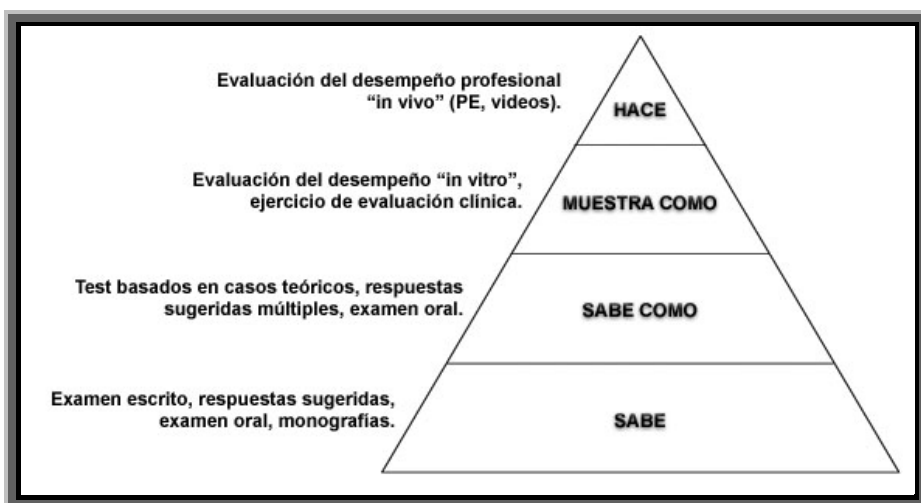 Evaluación del desempeño profesional
“in vivo” (PE, videos).
HACE
Evaluación del desempeño “in vitro”,
ejercicio de evaluación clínica.
MUESTRA COMO
Test basados en casos teóricos, respuestas
sugeridas múltiples, examen oral.
SABE COMO
Examen escrito, respuestas sugeridas,
examen oral, monografías.
SABE